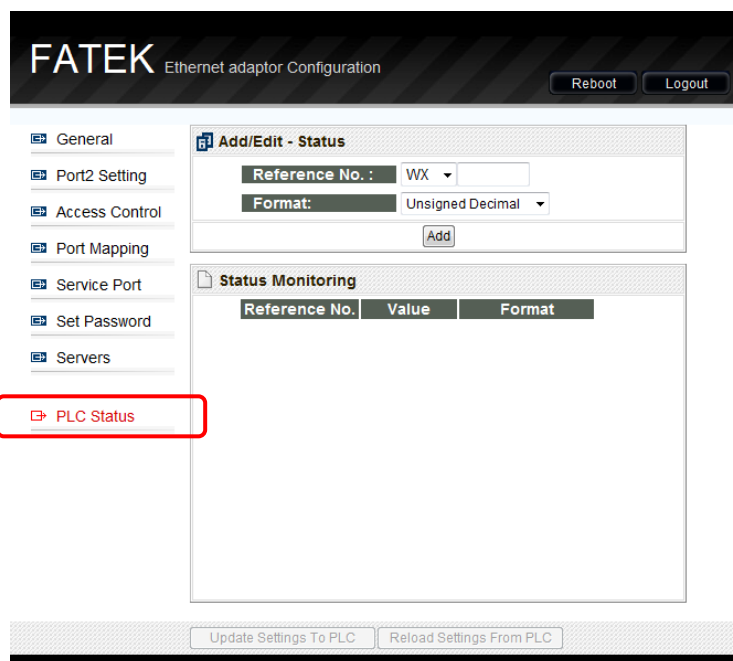 FATEK Ethernet adaptor Configuration
Reboot Logout
General
Port2 Setting
Access Control
Port Mapping
Service Port
Set Password
Servers
PLC Status
Add/Edit - Status
Reference No. : WX
Format: Unsigned Decimal
Add
Status Monitoring
Reference No. Value Format
Update Settings To PLC Reload Settings From PLC